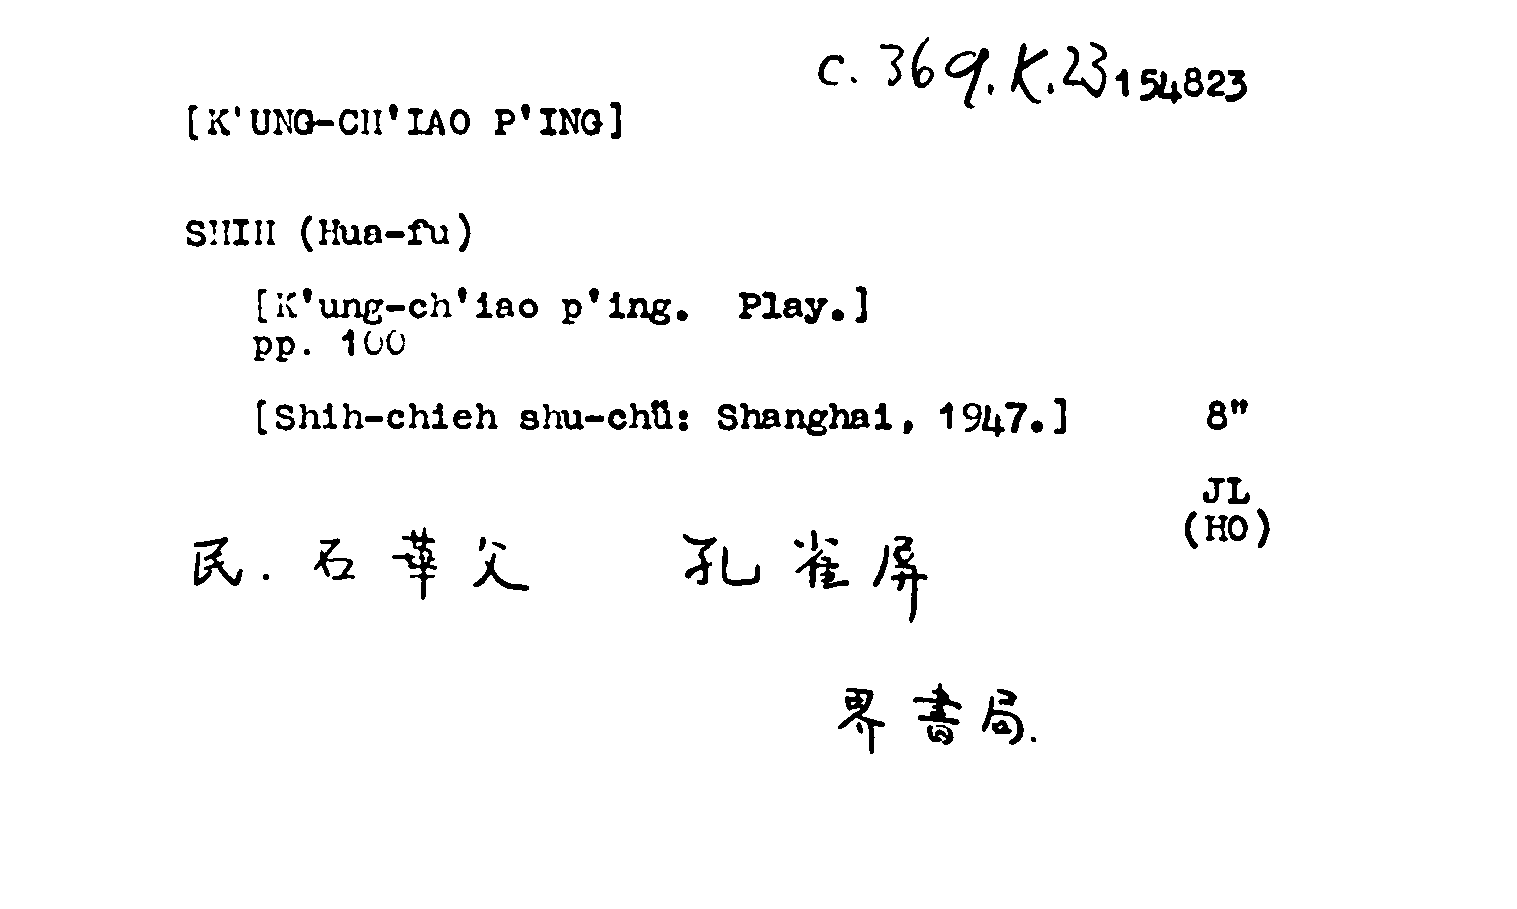 c. 369.K.23 154823
[K'UNG-CH'IAO P'ING]
SHIH (Hua-fu)
[K'ung-ch'iao p'ing. Play.]
pp. 100
[Shih-chieh shu-chü: Shanghai, 1947.] 8"
JL
(HO)
民. 石華父 孔雀屏
界書局.